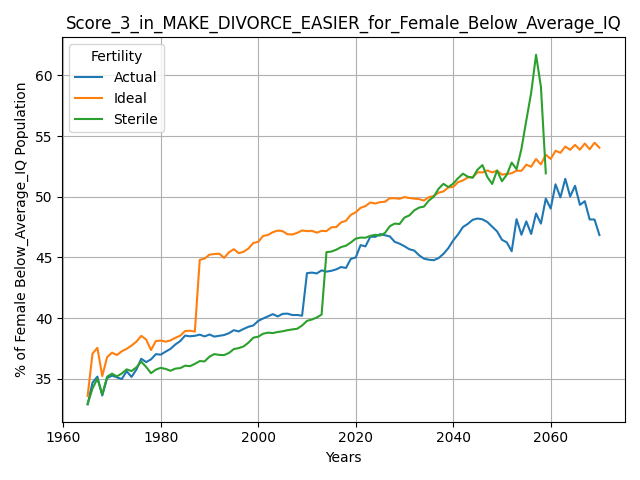 Score_3_in_MAKE_DIVORCE_EASIER_for_Female_Below_Average_IQ
Fertility
Actual
Ideal
Sterile
% of Female Below_Average_IQ Population
60
55
50
45
40
35
1960
1980
2000
2020
2040
2060
Years